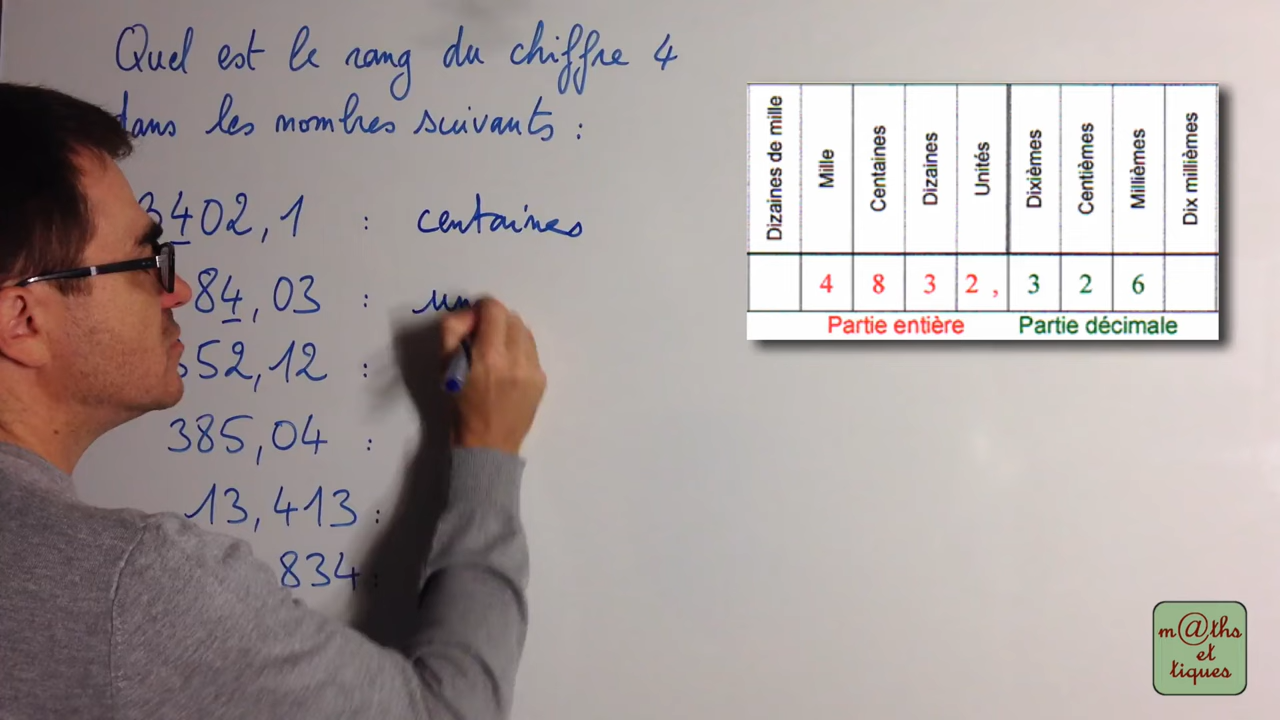 Quel est le rang du chiffre 4
dans les nombres suivants :
3402,1 : centaines
84,03 : un
52,12 :
385,04 :
13,413 :
834 :
Dizaines de mille
Mille
Centaines
Dizaines
Unités
Dixièmes
Centièmes
Millièmes
Dix millièmes
4 8 3 2 , 3 2 6
Partie entière Partie décimale
m@ths
et
tiques